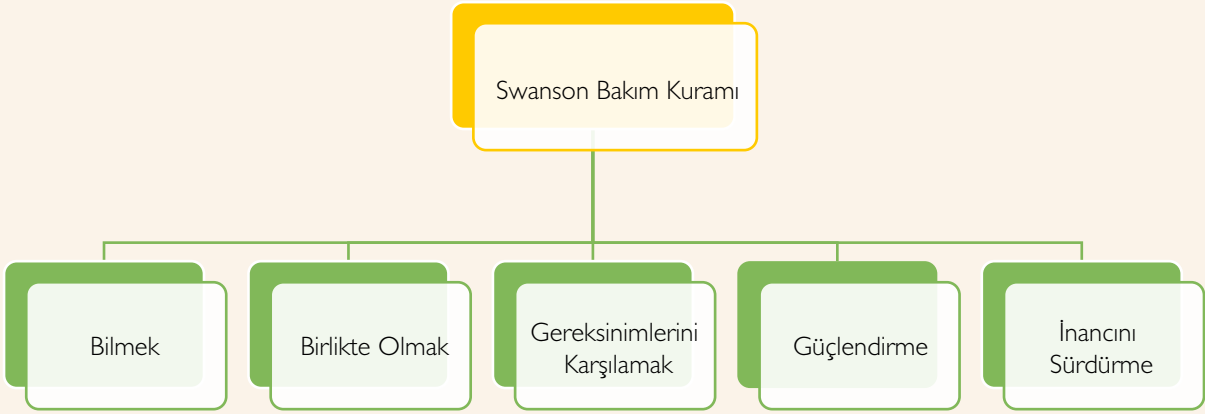 Swanson Bakım Kuramı
Bilmek
Birlikte Olmak
Gereksinimlerini
Karşılamak
Güçlendirme
İnancını
Sürdürme